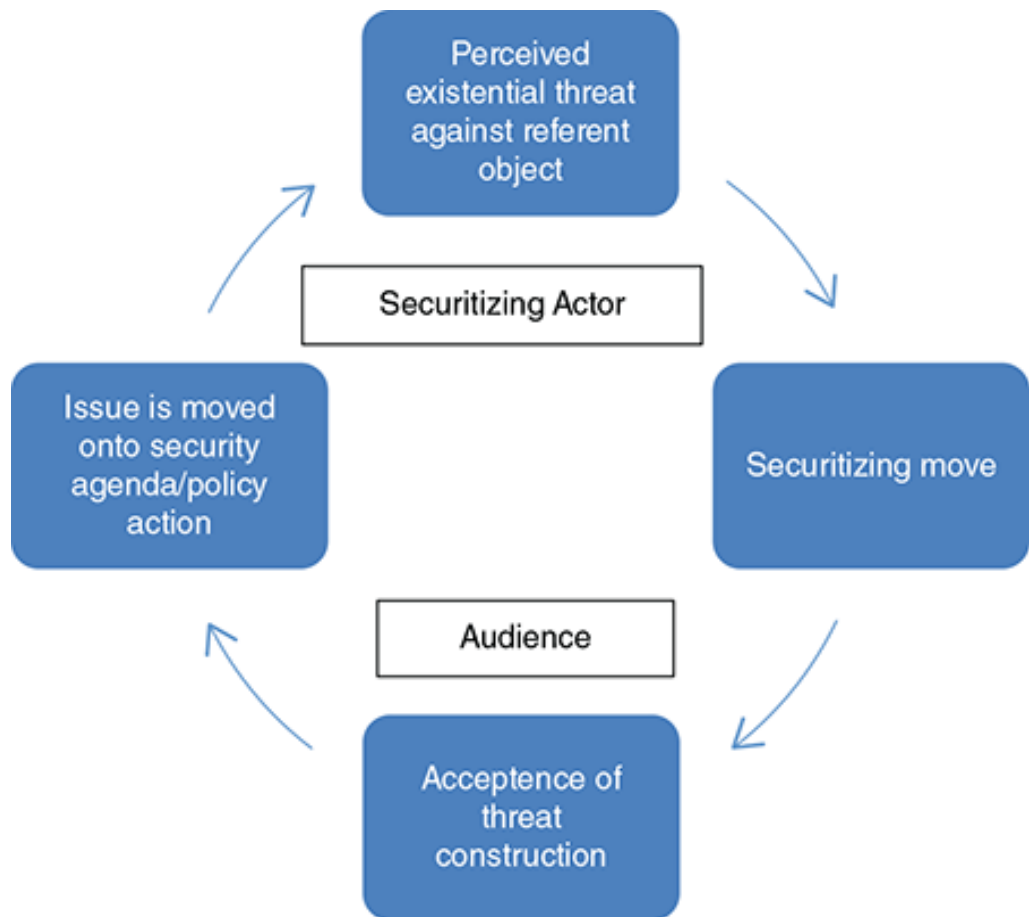 Perceived
existential threat
against referent
object
Securitizing Actor
Issue is moved
onto security
agenda/policy
action
Securitizing move
Audience
Acceptence of
threat
construction